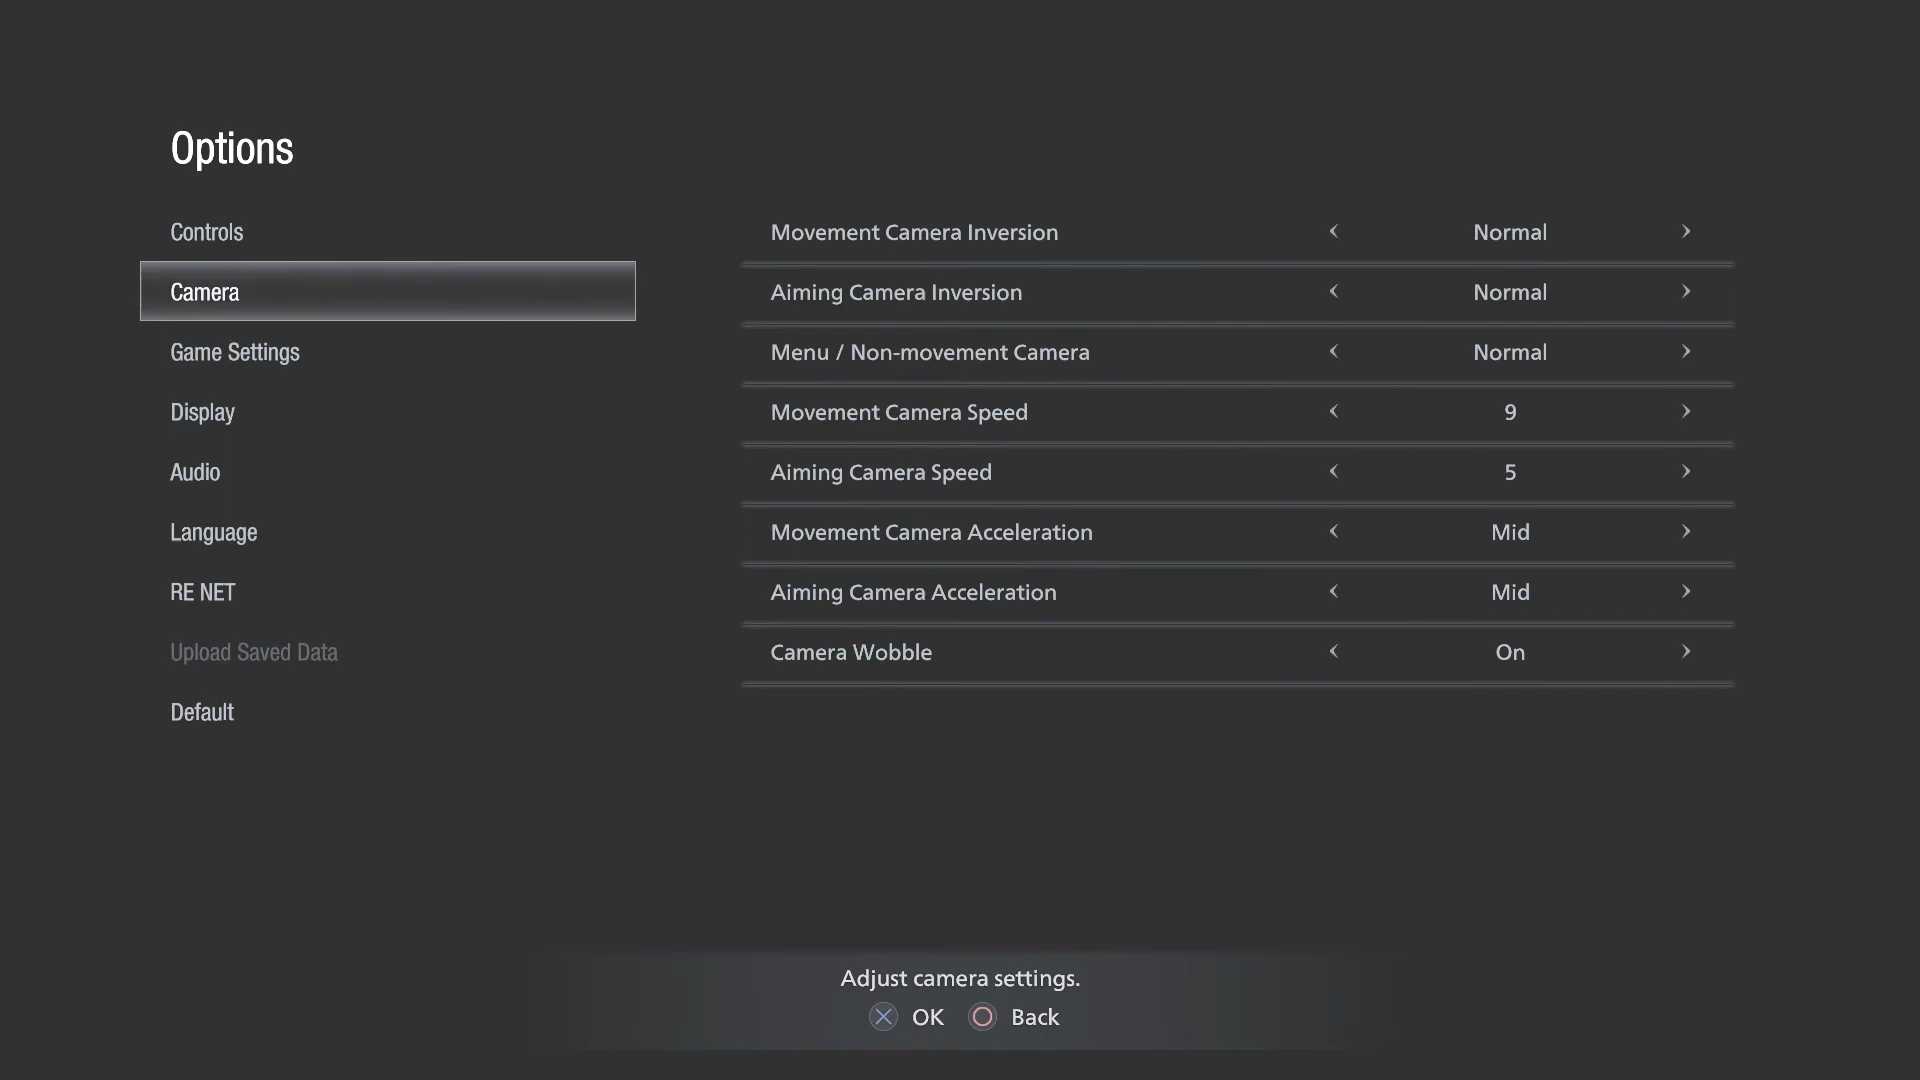 Options
Controls
Camera
Game Settings
Display
Audio
Language
RE NET
Upload Saved Data
Default
Movement Camera Inversion Normal
Aiming Camera Inversion Normal
Menu / Non-movement Camera Normal
Movement Camera Speed 9
Aiming Camera Speed 5
Movement Camera Acceleration Mid
Aiming Camera Acceleration Mid
Camera Wobble On
Adjust camera settings.
OK Back